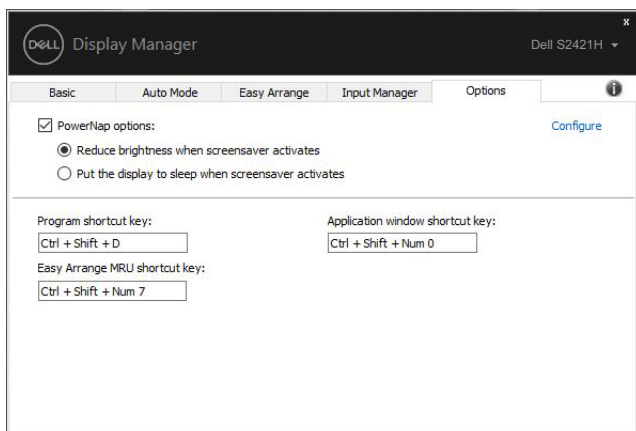 x
DELL Display Manager
Dell S2421H
Basic Auto Mode Easy Arrange Input Manager Options
PowerNap options: Configure
Reduce brightness when screensaver activates
Put the display to sleep when screensaver activates
Program shortcut key: Application window shortcut key:
Ctrl + Shift + D Ctrl + Shift + Num 0
Easy Arrange MRU shortcut key:
Ctrl + Shift + Num 7